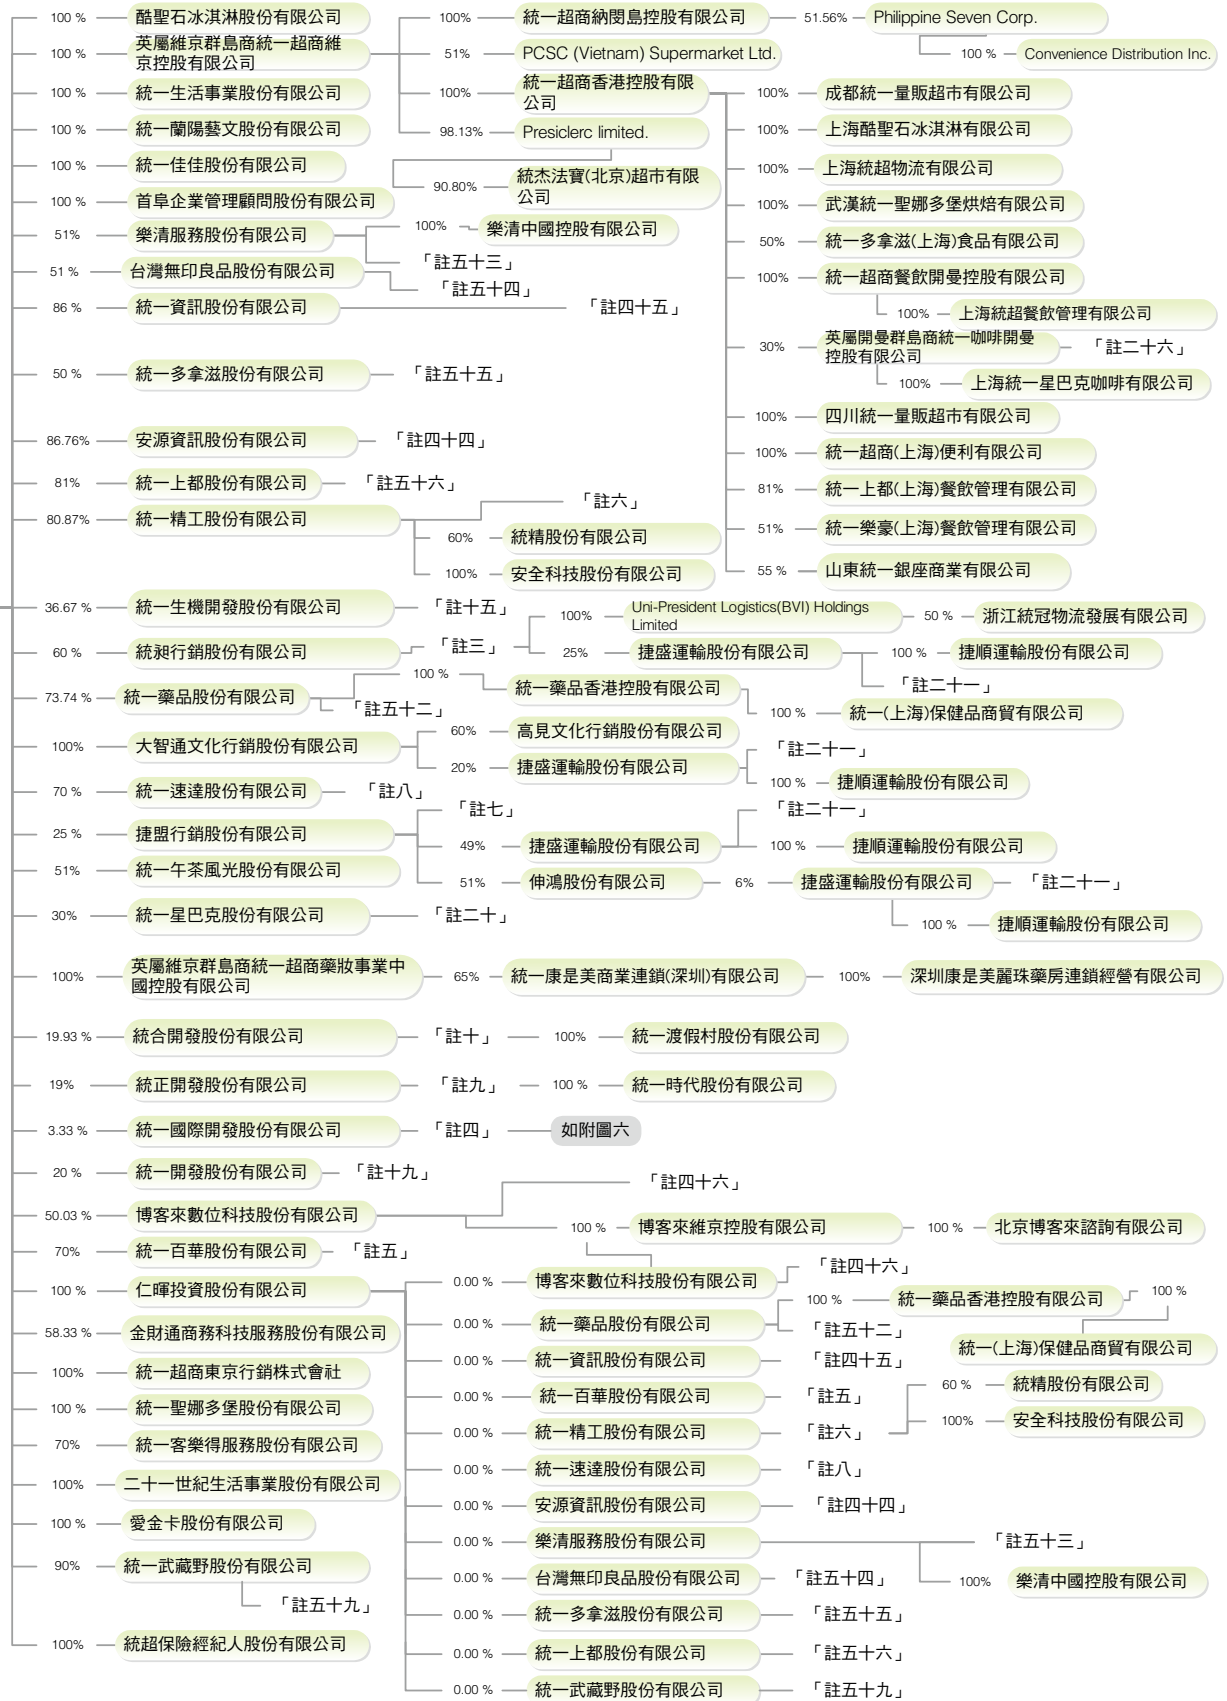 100 %
酷聖石冰淇淋股份有限公司
100 %
英屬維京群島商統一超商維
京控股有限公司
100%
統一超商納閩島控股有限公司
51.56%
Philippine Seven Corp.
100 %
Convenience Distribution Inc.
51%
PCSC (Vietnam) Supermarket Ltd.
100%
統一超商香港控股有限
公司
98.13%
Presiclerc limited.
90.80%
統杰法寶(北京)超市有限
公司
100%
成都統一量販超市有限公司
100%
上海酷聖石冰淇淋有限公司
100%
上海統超物流有限公司
100%
武漢統一聖娜多堡烘焙有限公司
50%
統一多拿滋(上海)食品有限公司
100%
統一超商餐飲開曼控股有限公司
100%
上海統超餐飲管理有限公司
30%
英屬開曼群島商統一咖啡開曼
控股有限公司
「註二十六」
100%
上海統一星巴克咖啡有限公司
100%
四川統一量販超市有限公司
100%
統一超商(上海)便利有限公司
81%
統一上都(上海)餐飲管理有限公司
51%
統一樂豪(上海)餐飲管理有限公司
55 %
山東統一銀座商業有限公司
100 %
統一生活事業股份有限公司
100 %
統一蘭陽藝文股份有限公司
100 %
統一佳佳股份有限公司
100 %
首阜企業管理顧問股份有限公司
51%
樂清服務股份有限公司
100%
樂清中國控股有限公司
「註五十三」
51 %
台灣無印良品股份有限公司
「註五十四」
86 %
統一資訊股份有限公司
「註四十五」
50 %
統一多拿滋股份有限公司
「註五十五」
86.76%
安源資訊股份有限公司
「註四十四」
81%
統一上都股份有限公司
「註五十六」
80.87%
統一精工股份有限公司
「註六」
60%
統精股份有限公司
100%
安全科技股份有限公司
36.67 %
統一生機開發股份有限公司
「註十五」
60 %
統昶行銷股份有限公司
「註三」
100%
Uni-President Logistics(BVI) Holdings
Limited
50 %
浙江統冠物流發展有限公司
25%
捷盛運輸股份有限公司
100 %
捷順運輸股份有限公司
「註二十一」
73.74 %
統一藥品股份有限公司
100 %
統一藥品香港控股有限公司
100 %
統一(上海)保健品商貿有限公司
「註五十二」
100%
大智通文化行銷股份有限公司
60%
高見文化行銷股份有限公司
20%
捷盛運輸股份有限公司
「註二十一」
100 %
捷順運輸股份有限公司
70 %
統一速達股份有限公司
「註八」
25 %
捷盟行銷股份有限公司
「註七」
49%
捷盛運輸股份有限公司
「註二十一」
100 %
捷順運輸股份有限公司
51%
伸鴻股份有限公司
6%
捷盛運輸股份有限公司
「註二十一」
100 %
捷順運輸股份有限公司
51%
統一午茶風光股份有限公司
30%
統一星巴克股份有限公司
「註二十」
100%
英屬維京群島商統一超商藥妝事業中
國控股有限公司
65%
統一康是美商業連鎖(深圳)有限公司
100%
深圳康是美麗珠藥房連鎖經營有限公司
19.93 %
統合開發股份有限公司
「註十」
100%
統一渡假村股份有限公司
19%
統正開發股份有限公司
「註九」
100 %
統一時代股份有限公司
3.33 %
統一國際開發股份有限公司
「註四」
如附圖六
20 %
統一開發股份有限公司
「註十九」
50.03 %
博客來數位科技股份有限公司
「註四十六」
100 %
博客來維京控股有限公司
100 %
北京博客來諮詢有限公司
70%
統一百華股份有限公司
「註五」
100 %
仁暉投資股份有限公司
0.00 %
博客來數位科技股份有限公司
「註四十六」
0.00 %
統一藥品股份有限公司
100 %
統一藥品香港控股有限公司
100 %
統一(上海)保健品商貿有限公司
「註五十二」
0.00 %
統一資訊股份有限公司
「註四十五」
0.00 %
統一百華股份有限公司
「註五」
0.00 %
統一精工股份有限公司
「註六」
60 %
統精股份有限公司
100%
安全科技股份有限公司
0.00 %
統一速達股份有限公司
「註八」
0.00 %
安源資訊股份有限公司
「註四十四」
0.00 %
樂清服務股份有限公司
「註五十三」
100%
樂清中國控股有限公司
0.00 %
台灣無印良品股份有限公司
「註五十四」
0.00 %
統一多拿滋股份有限公司
「註五十五」
0.00 %
統一上都股份有限公司
「註五十六」
0.00 %
統一武藏野股份有限公司
「註五十九」
58.33 %
金財通商務科技服務股份有限公司
100%
統一超商東京行銷株式會社
100 %
統一聖娜多堡股份有限公司
70%
統一客樂得服務股份有限公司
100%
二十一世紀生活事業股份有限公司
100 %
愛金卡股份有限公司
90%
統一武藏野股份有限公司
「註五十九」
100%
統超保險經紀人股份有限公司